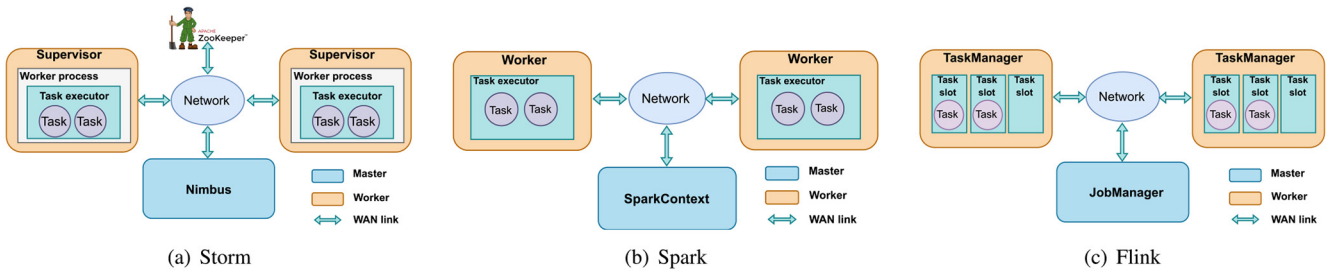 APACHE
ZooKeeper™
Supervisor
Worker process
Task executor
Task
Task
Network
Supervisor
Worker process
Task executor
Task
Task
Nimbus
Master
Worker
WAN link
(a) Storm
Worker
Task executor
Task
Task
Network
Worker
Task executor
Task
Task
SparkContext
Master
Worker
WAN link
(b) Spark
TaskManager
Task
slot
Task
Task
slot
Task
Task
slot
Network
TaskManager
Task
slot
Task
Task
slot
Task
Task
slot
JobManager
Master
Worker
WAN link
(c) Flink